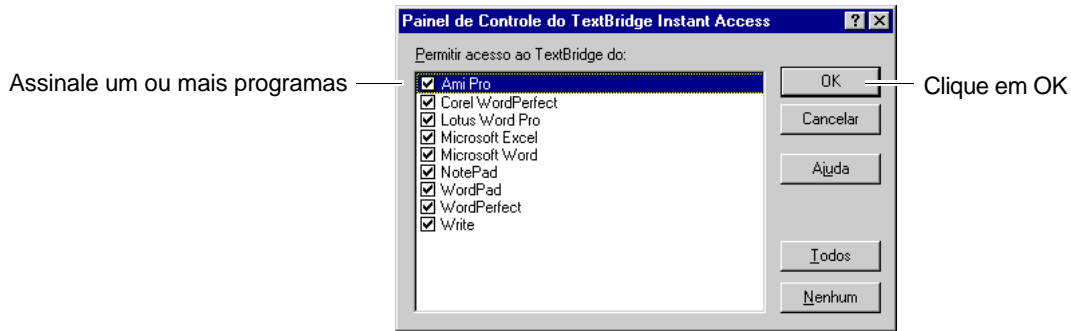 Painel de Controle do TextBridge Instant Access
Permitir acesso ao TextBridge do:
Assinale um ou mais programas
Ami Pro
Corel WordPerfect
Lotus Word Pro
Microsoft Excel
Microsoft Word
NotePad
WordPad
WordPerfect
Write
OK
Clique em OK
Cancelar
Ajuda
Todos
Nenhum